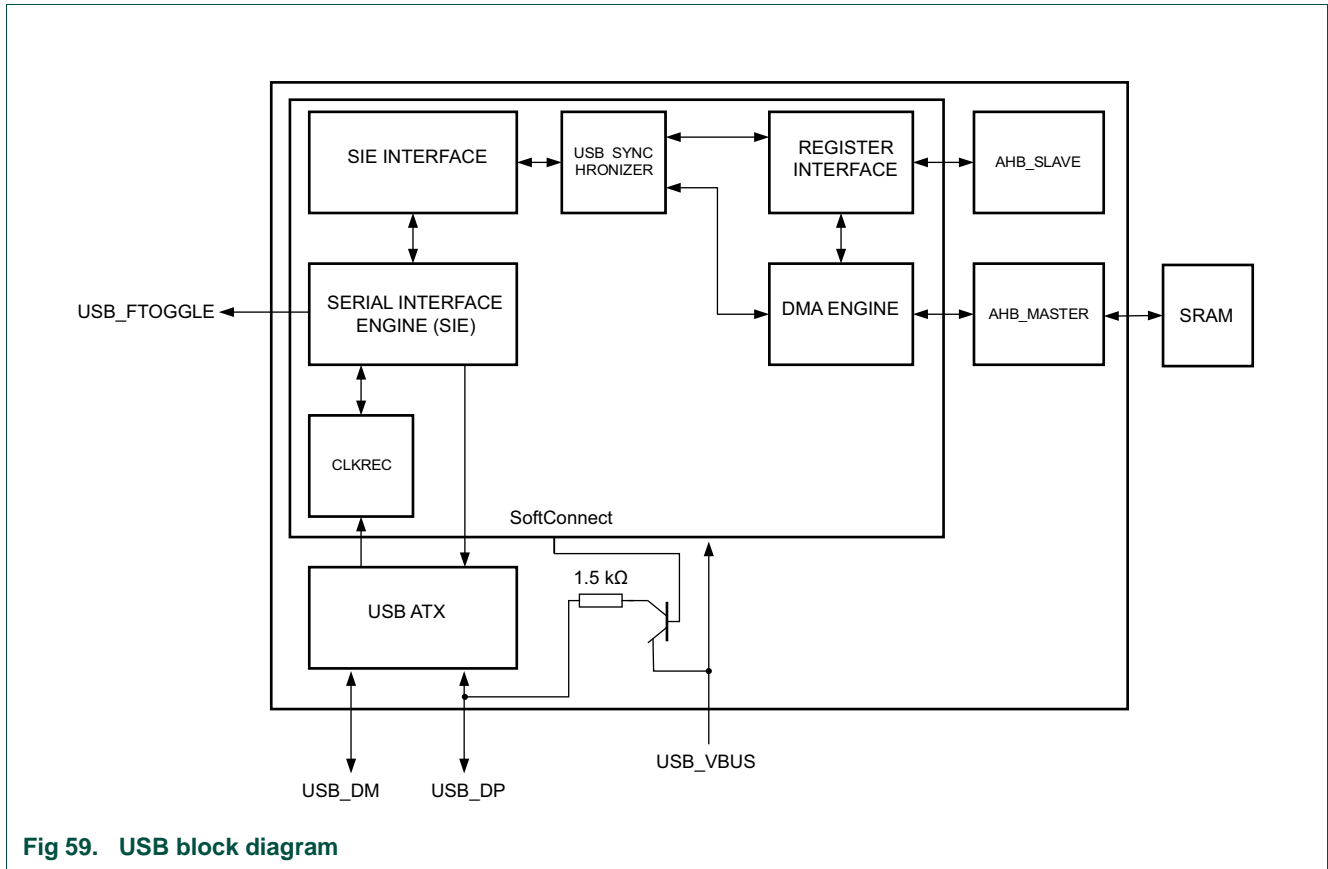 SIE INTERFACE
USB SYNC
HRONIZER
REGISTER
INTERFACE
AHB_SLAVE
USB_FTOGGLE
SERIAL INTERFACE
ENGINE (SIE)
DMA ENGINE
AHB_MASTER
SRAM
CLKREC
SoftConnect
1.5 kΩ
USB ATX
USB_VBUS
USB_DM
USB_DP
Fig 59. USB block diagram